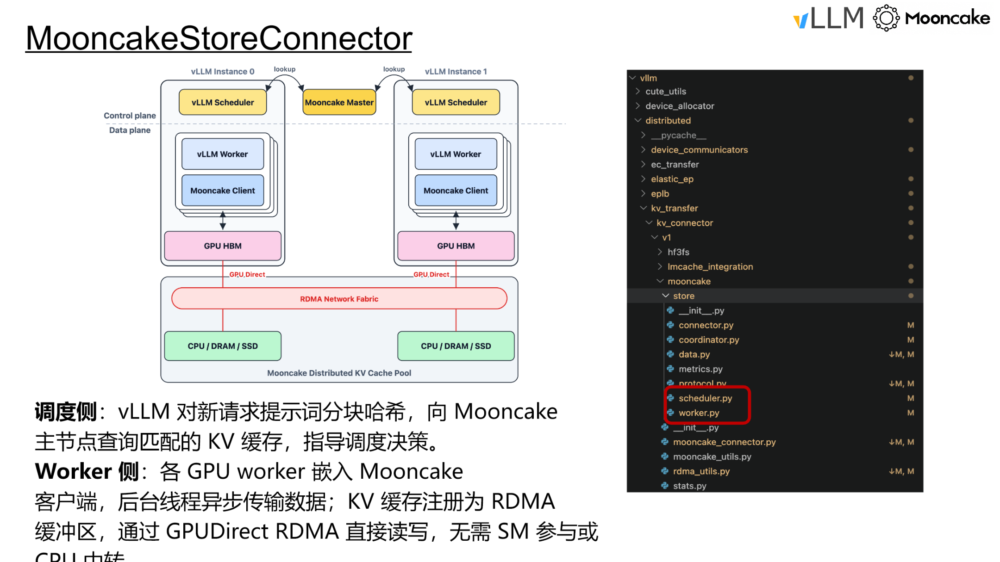 vLLM Mooncake
MooncakeStoreConnector
vLLM Instance 0
lookup
lookup
vLLM Instance 1
vLLM Scheduler
Mooncake Master
vLLM Scheduler
Control plane
Data plane
vLLM Worker
vLLM Worker
Mooncake Client
Mooncake Client
GPU HBM
GPU HBM
GPU Direct
GPU Direct
RDMA Network Fabric
CPU / DRAM / SSD
CPU / DRAM / SSD
Mooncake Distributed KV Cache Pool
调度侧：vLLM 对新请求提示词分块哈希，向 Mooncake
主节点查询匹配的 KV 缓存，指导调度决策。
Worker 侧：各 GPU worker 嵌入 Mooncake
客户端，后台线程异步传输数据；KV 缓存注册为 RDMA
缓冲区，通过 GPUDirect RDMA 直接读写，无需 SM 参与或
CPU 中转
vllm
cute_utils
device_allocator
distributed
__pycache__
device_communicators
ec_transfer
elastic_ep
eplb
kv_transfer
kv_connector
v1
hf3fs
lmcache_integration
mooncake
store
__init__.py
connector.py M
coordinator.py M
data.py ↓M, M
metrics.py
protocol.py ↓M, M
scheduler.py M
worker.py M
__init__.py
mooncake_connector.py ↓M, M
mooncake_utils.py
rdma_utils.py ↓M, M
stats.py